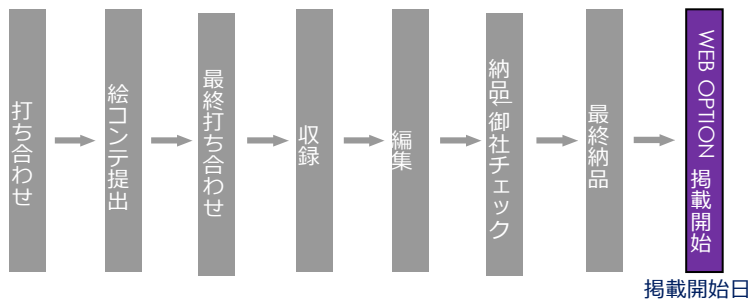 打ち合わせ
絵コンテ提出
最終打ち合わせ
収録
編集
納品⇄御社チェック
最終納品
WEB OPTION 掲載開始
掲載開始日